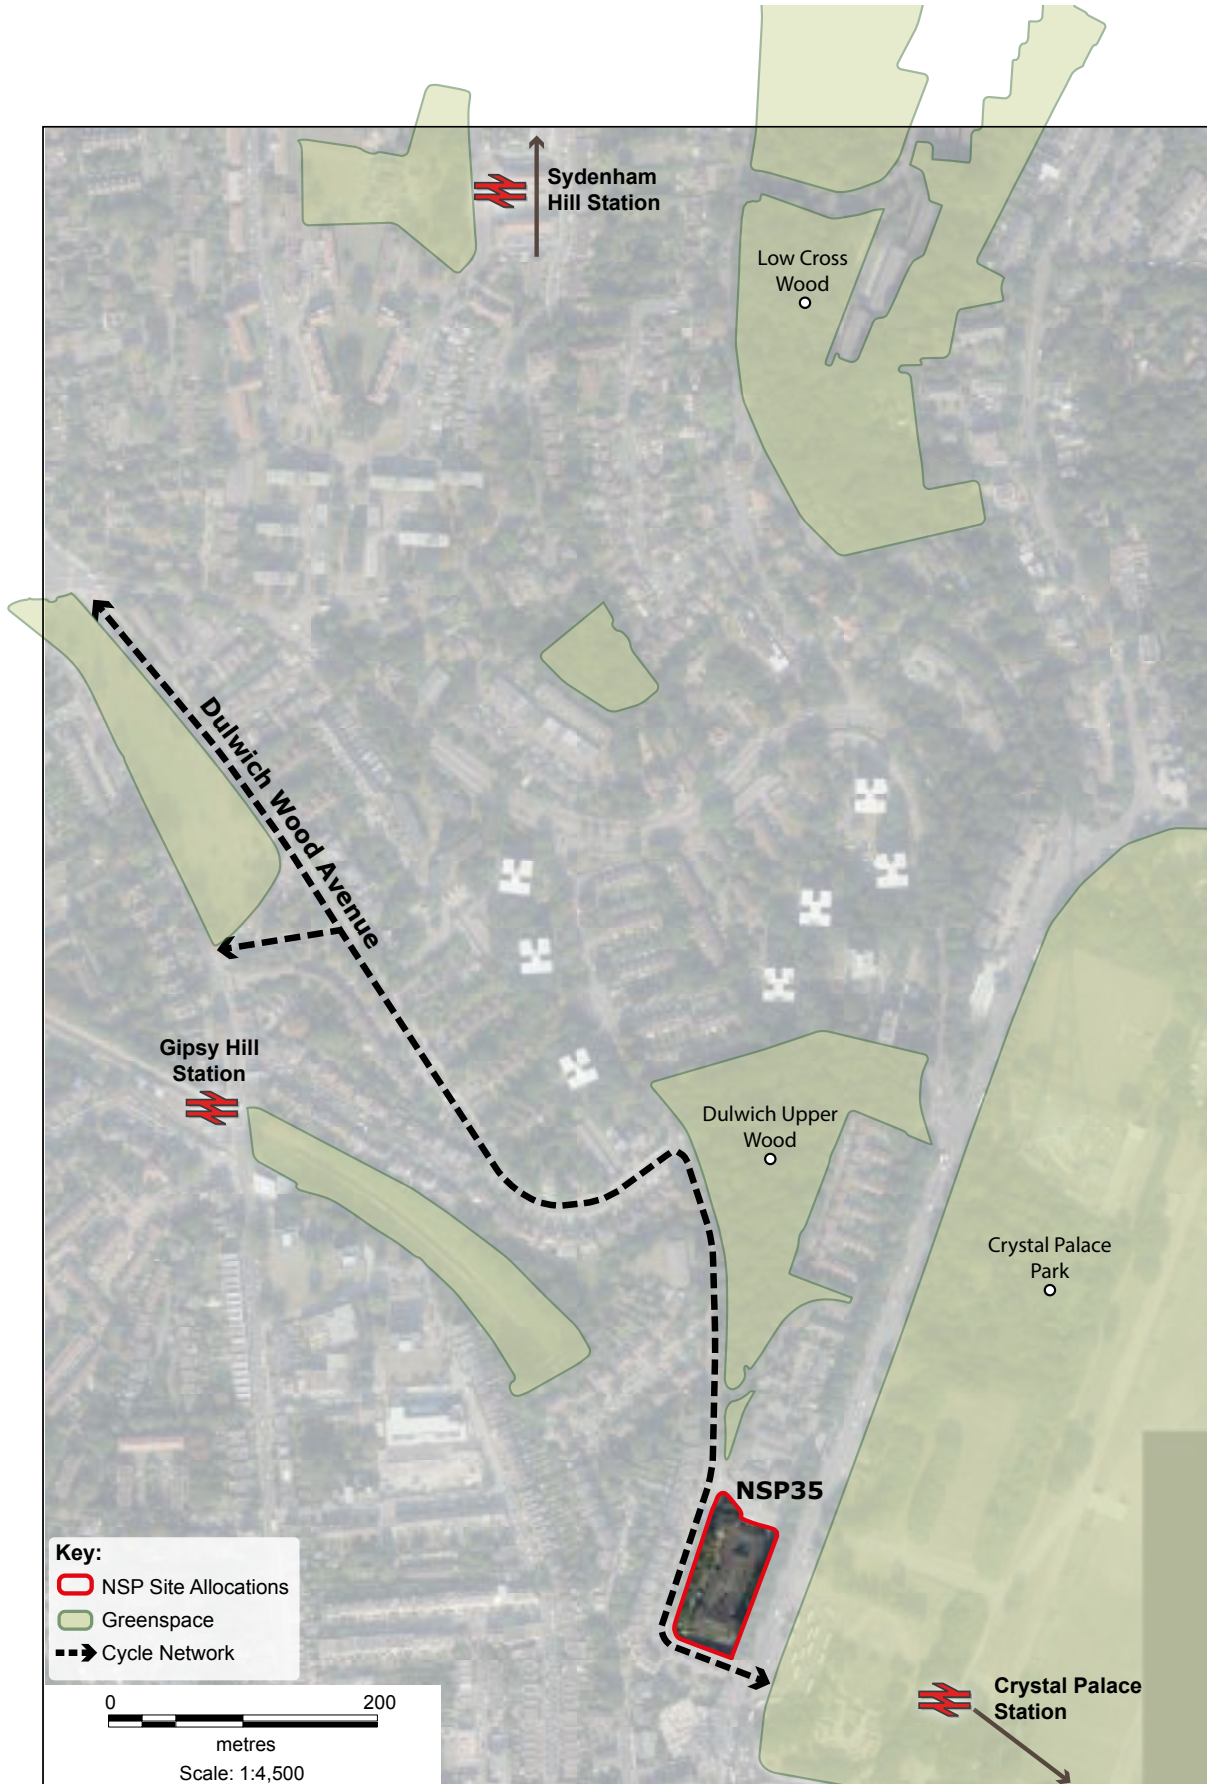 Sydenham
Hill Station
Low Cross
Wood
Dulwich Wood Avenue
Gipsy Hill
Station
Dulwich Upper
Wood
Crystal Palace
Park
NSP35
Key:
NSP Site Allocations
Greenspace
Cycle Network
0 200
metres
Scale: 1:4,500
Crystal Palace
Station